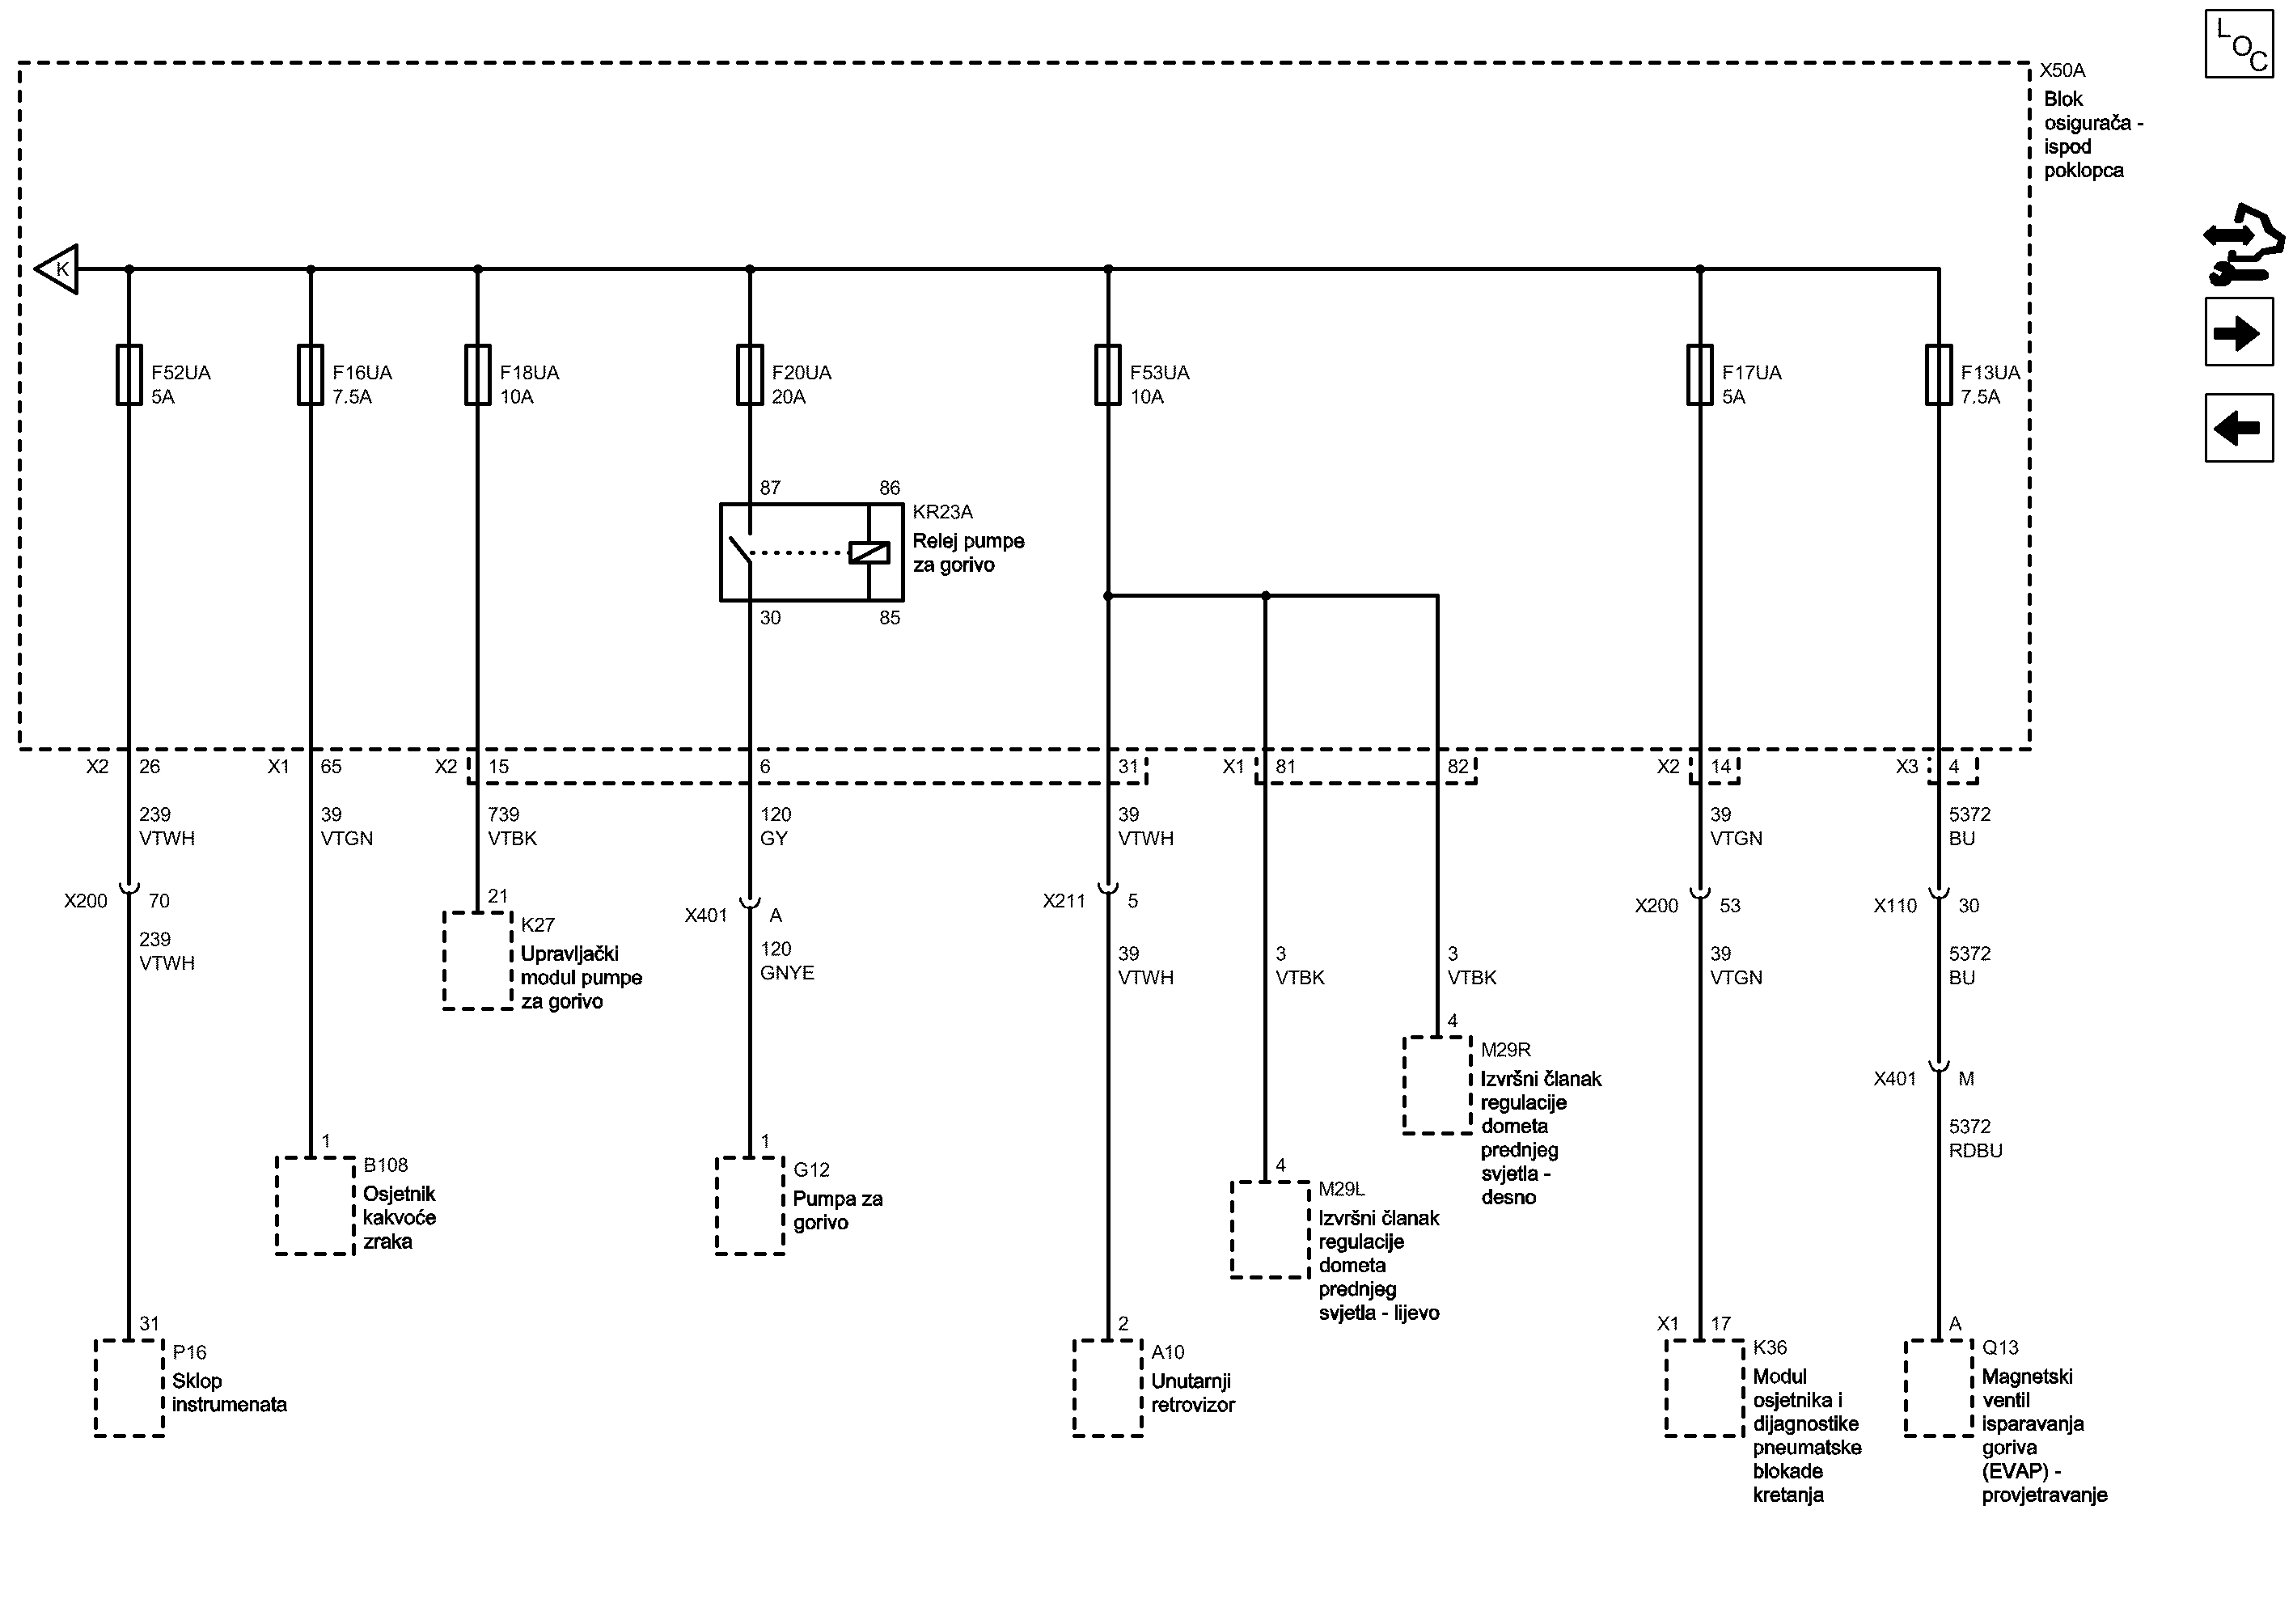 L
O
C
X50A
Blok
osigurača -
ispod
poklopca
K
F52UA
5A
F16UA
7.5A
F18UA
10A
F20UA
20A
F53UA
10A
F17UA
5A
F13UA
7.5A
87 86
KR23A
Relej pumpe
za gorivo
30 85
X2 26 X1 65 X2 15 6 31 X1 81 82 X2 14 X3 4
239
VTWH
39
VTGN
739
VTBK
120
GY
39
VTWH
39
VTGN
5372
BU
X200 70
21
X401 A
X211 5
X200 53
X110 30
K27
Upravljački
modul pumpe
za gorivo
239
VTWH
120
GNYE
39
VTWH
3
VTBK
3
VTBK
39
VTGN
5372
BU
4
M29R
Izvršni članak
regulacije
dometa
prednjeg
svjetla -
desno
X401 M
5372
RDBU
1
B108
Osjetnik
kakvoće
zraka
1
G12
Pumpa za
gorivo
4
M29L
Izvršni članak
regulacije
dometa
prednjeg
svjetla - lijevo
31
P16
Sklop
instrumenata
2
A10
Unutarnji
retrovizor
X1 17
K36
Modul
osjetnika i
dijagnostike
pneumatske
blokade
kretanja
A
Q13
Magnetski
ventil
isparavanja
goriva
(EVAP) -
provjetravanje